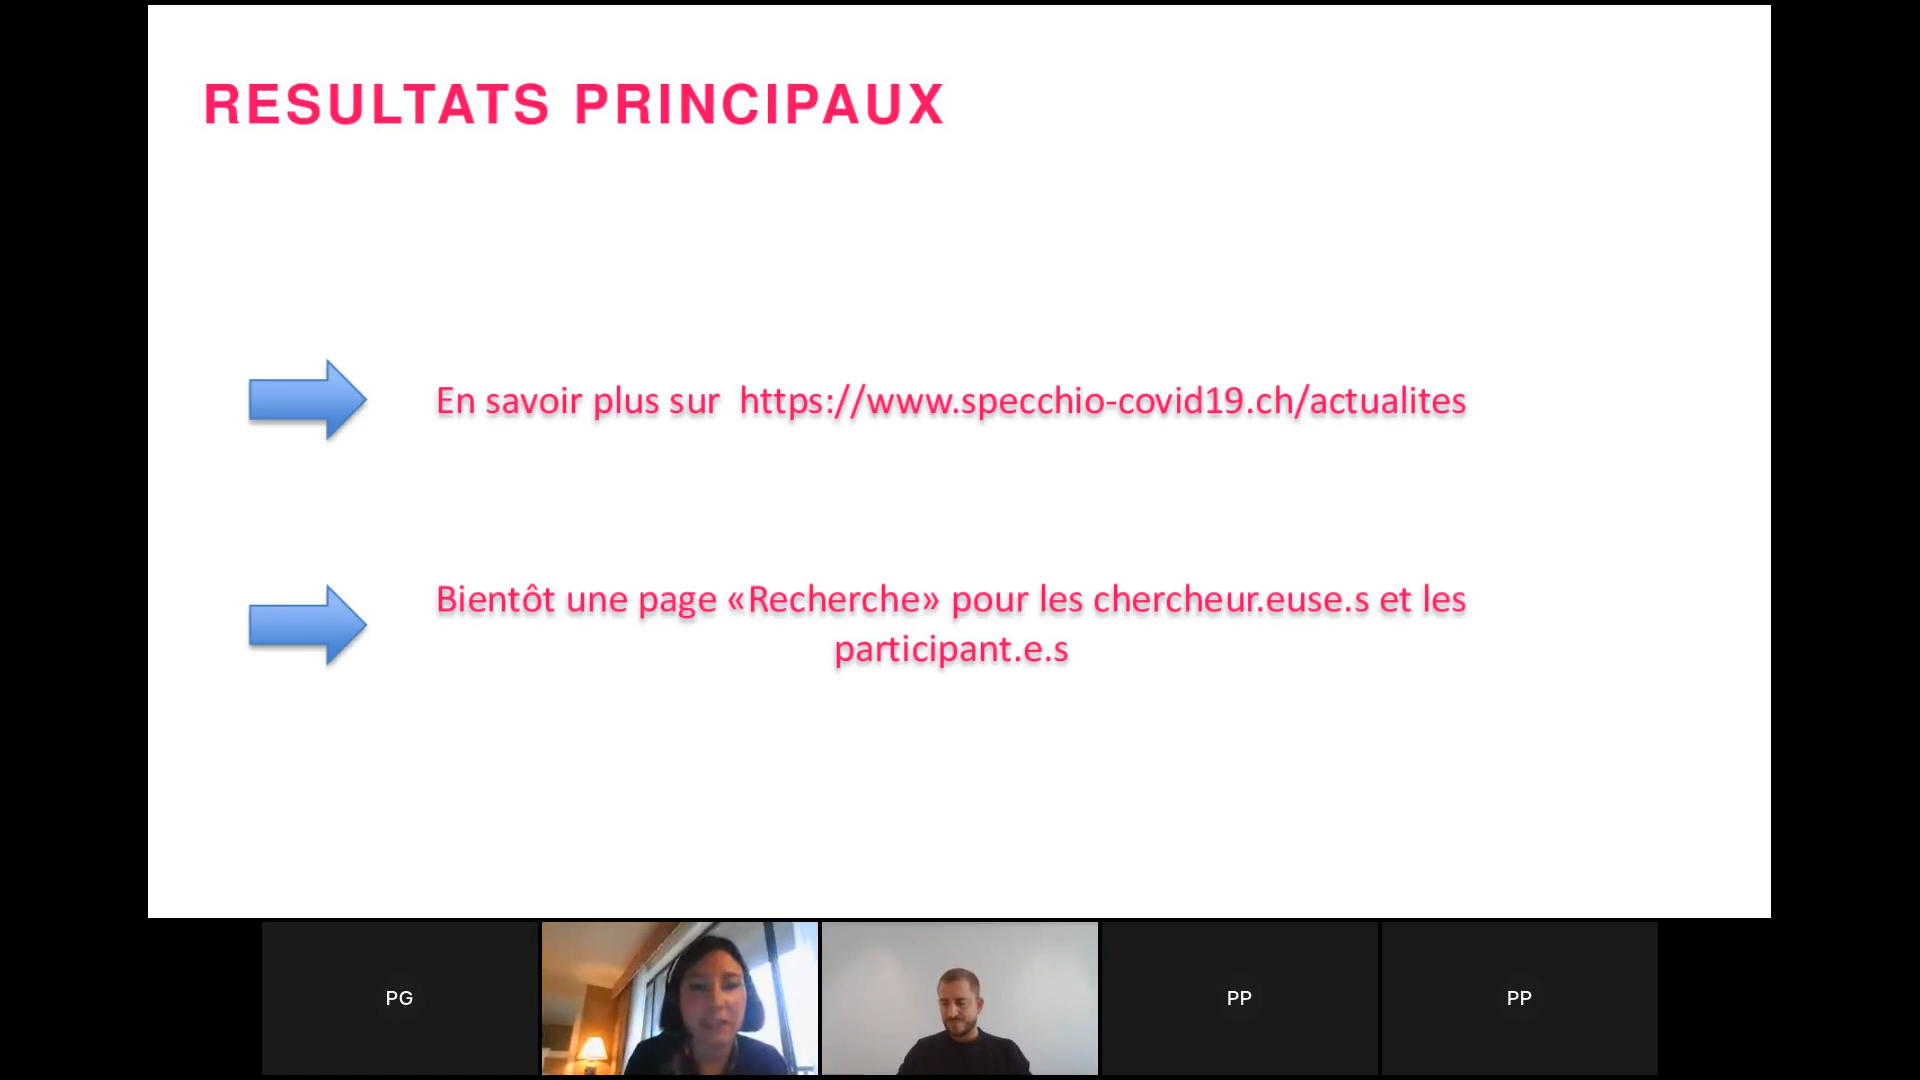 RESULTATS PRINCIPAUX
En savoir plus sur https://www.specchio-covid19.ch/actualites
Bientôt une page «Recherche» pour les chercheur.euse.s et les
participant.e.s
PG
PP
PP